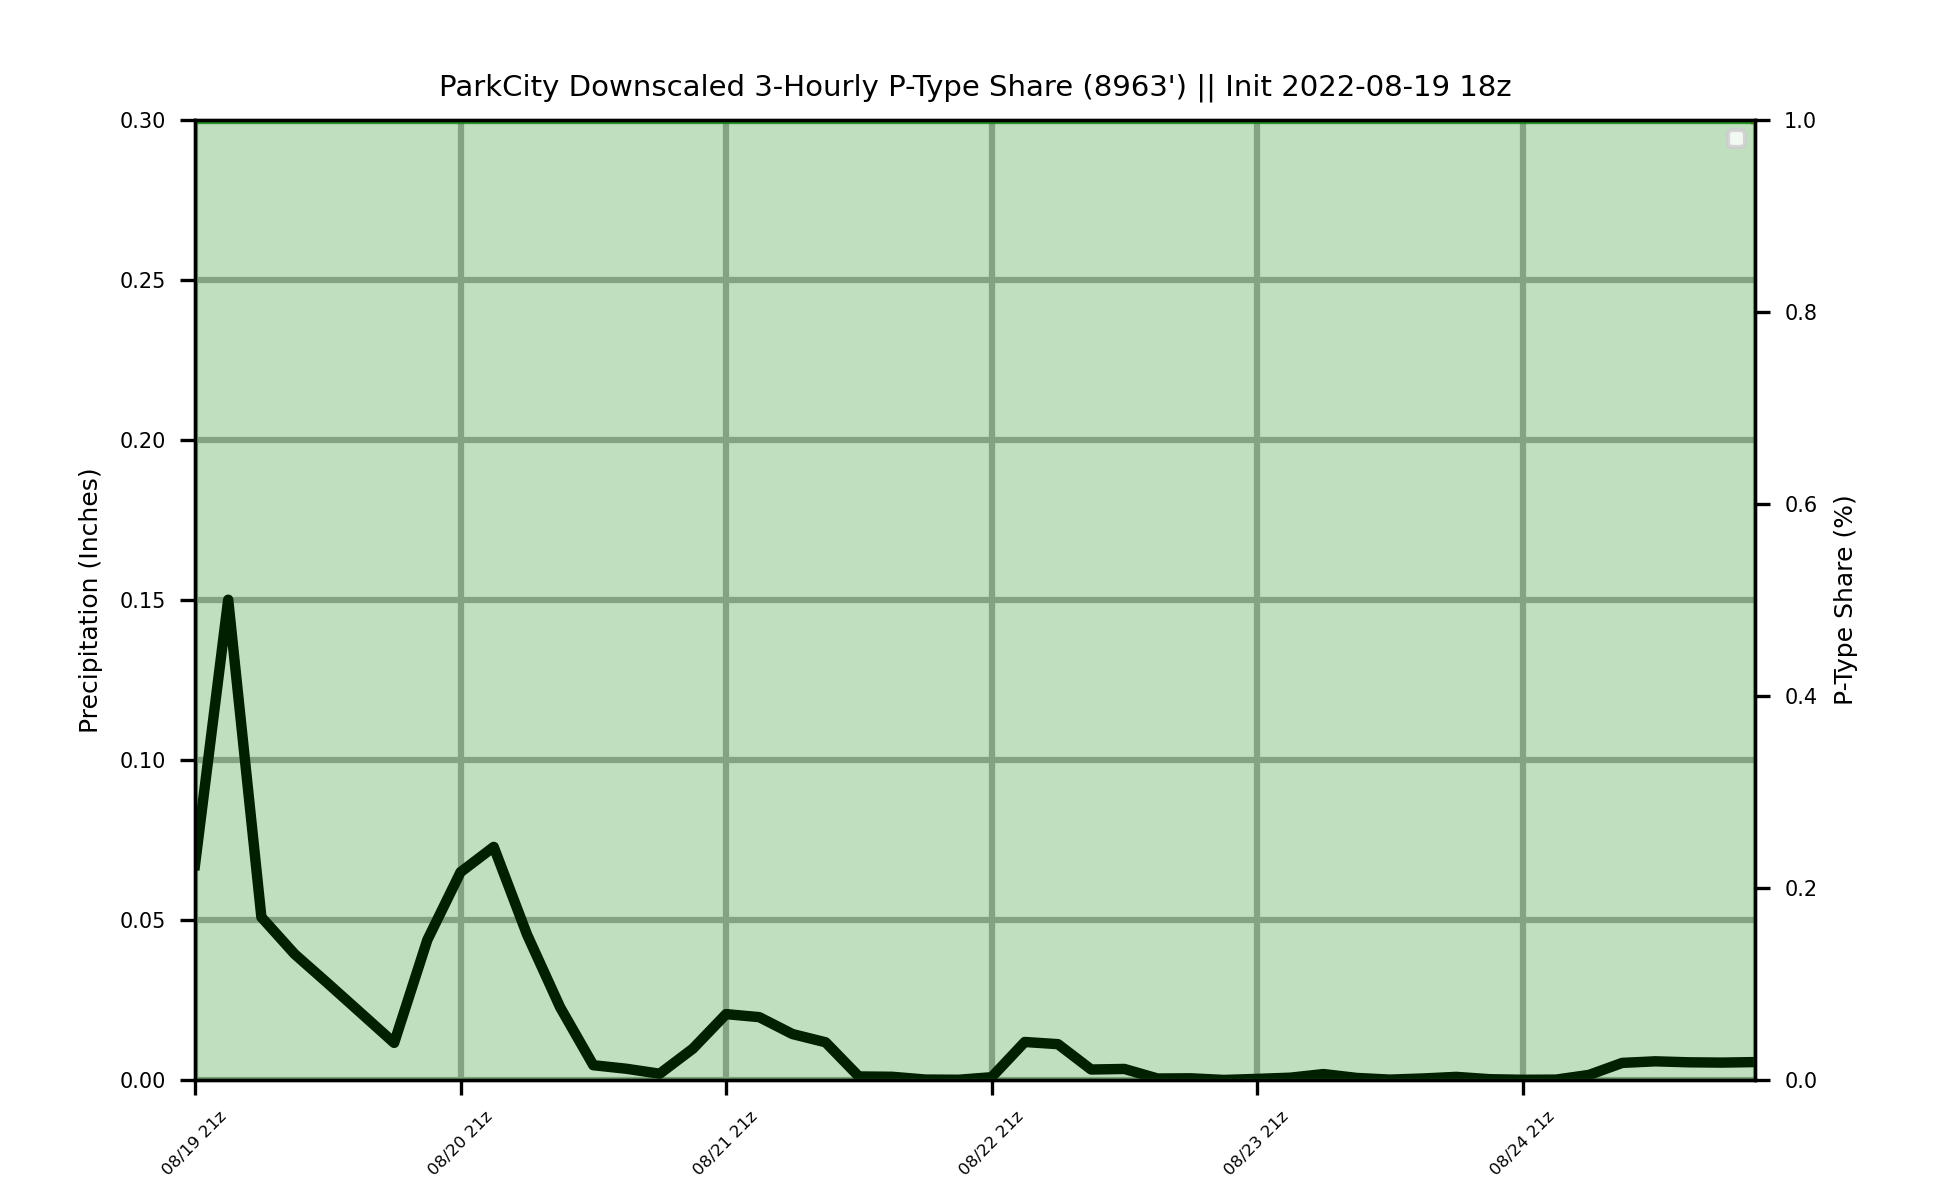 ParkCity Downscaled 3-Hourly P-Type Share (8963') || Init 2022-08-19 18z
0.30
0.25
0.20
0.15
0.10
0.05
0.00
Precipitation (Inches)
1.0
0.8
0.6
0.4
0.2
0.0
P-Type Share (%)
08/19 21z
08/20 21z
08/21 21z
08/22 21z
08/23 21z
08/24 21z